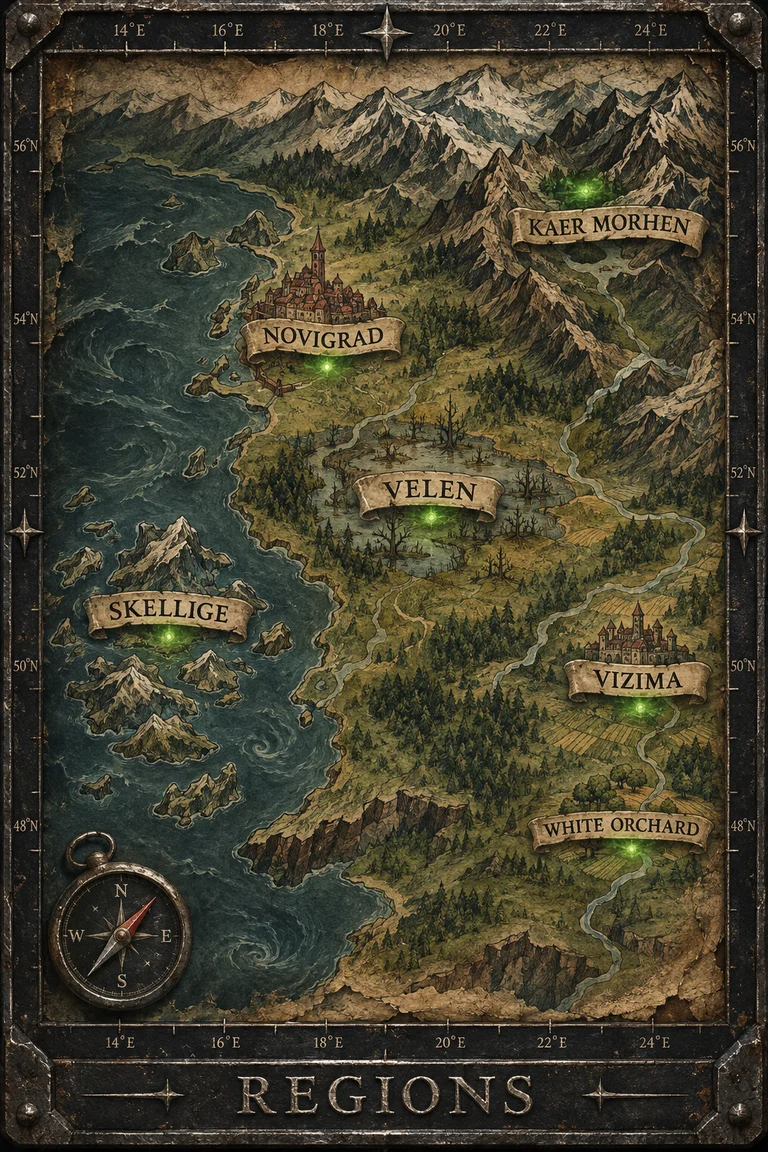 14°E 16°E 18°E 20°E 22°E 24°E
56°N 56°N
KAER MORHEN
54°N 54°N
NOVIGRAD
52°N 52°N
VELEN
SKELLIGE
50°N 50°N
VIZIMA
48°N 48°N
WHITE ORCHARD
N
W E
S
14°E 16°E 18°E 20°E 22°E 24°E
REGIONS